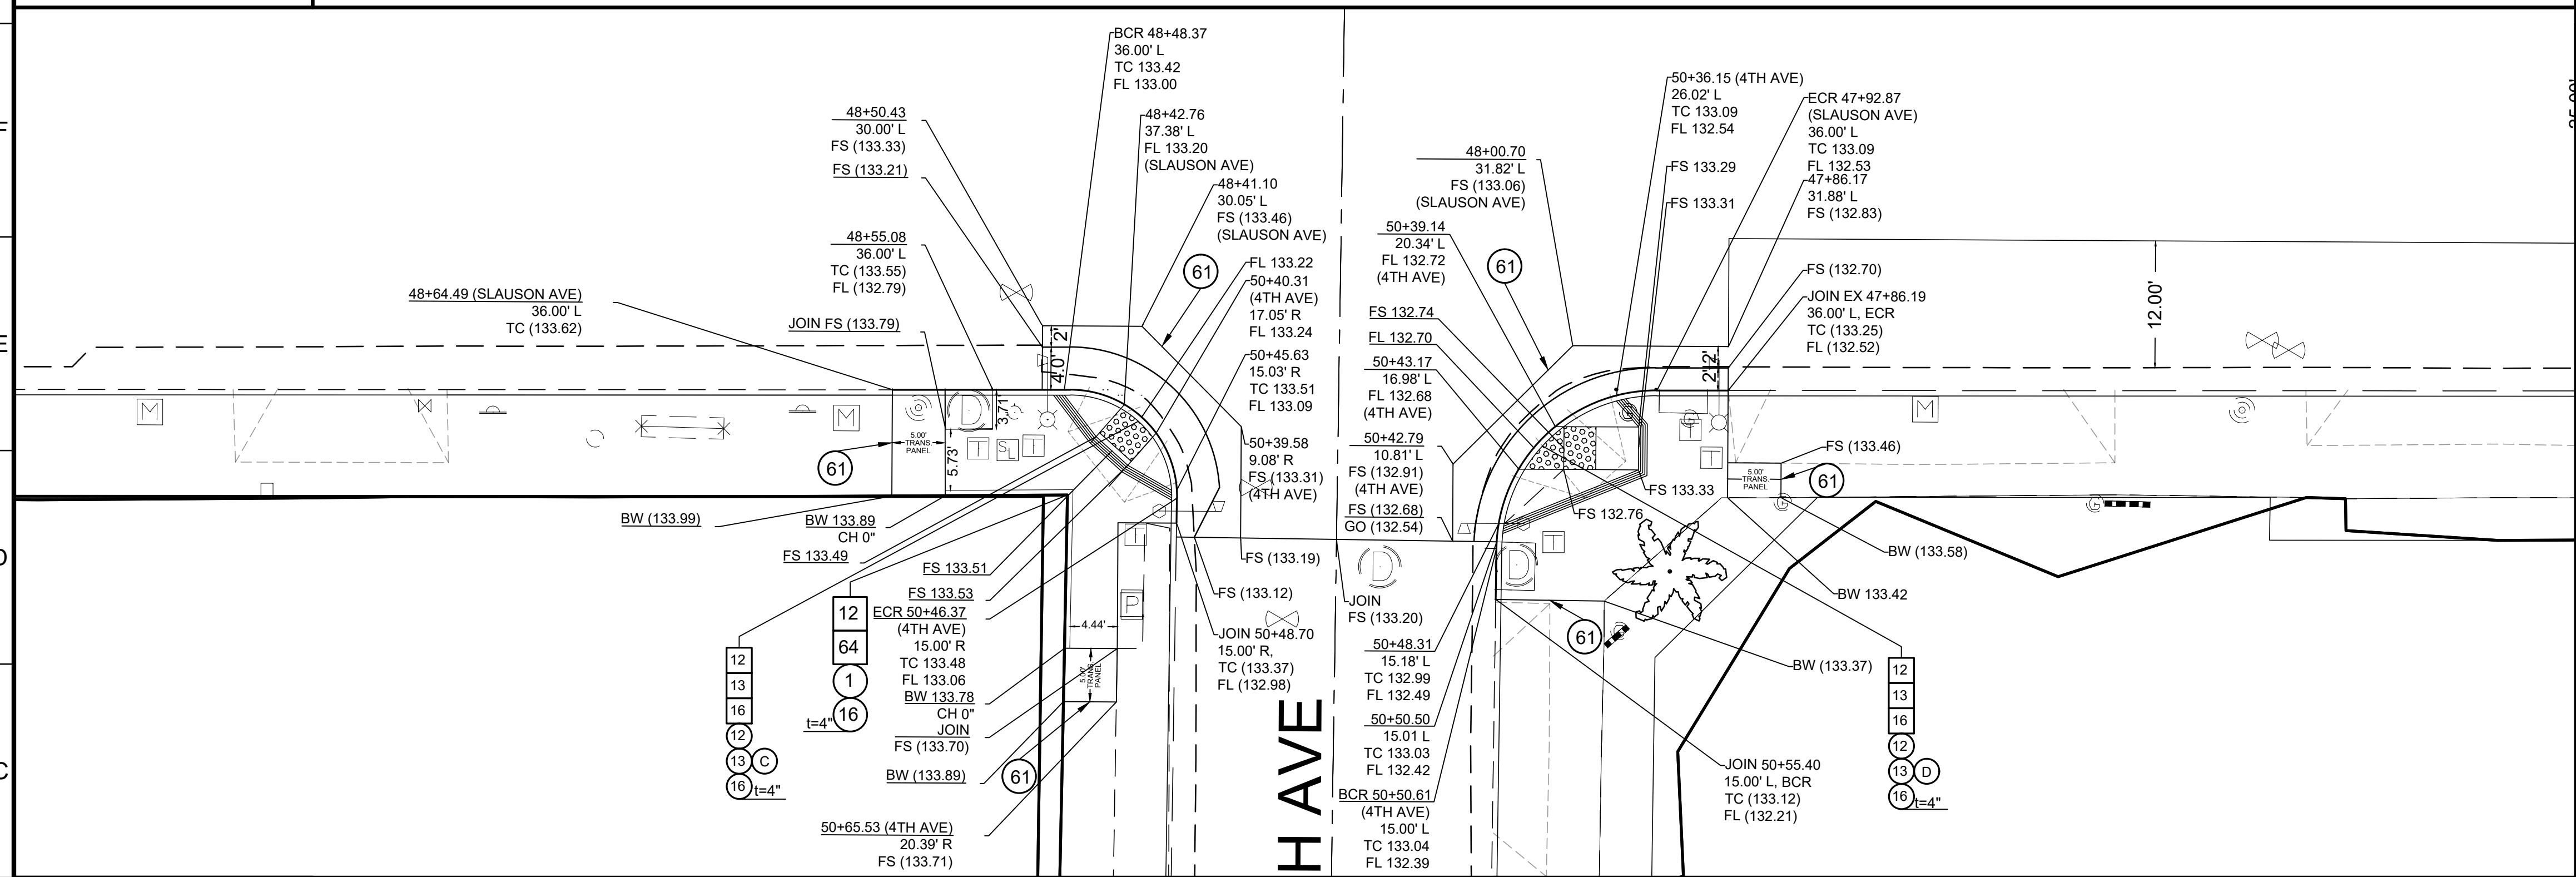 BCR 48+48.37
36.00' L
TC 133.42
FL 133.00
48+50.43
30.00' L
FS (133.33)
FS (133.21)
48+42.76
37.38' L
FL 133.20
(SLAUSON AVE)
48+41.10
30.05' L
FS (133.46)
(SLAUSON AVE)
48+55.08
36.00' L
TC (133.55)
FL (132.79)
48+64.49 (SLAUSON AVE)
36.00' L
TC (133.62)
JOIN FS (133.79)
61
FL 133.22
50+40.31
(4TH AVE)
17.05' R
FL 133.24
50+45.63
15.03' R
TC 133.51
FL 133.09
50+39.58
9.08' R
FS (133.31)
(4TH AVE)
FS (133.19)
FS (133.12)
JOIN 50+48.70
15.00' R,
TC (133.37)
FL (132.98)
2'
4.0'
3.71'
5.73'
5.00'
TRANS.
PANEL
61
M
M
D
T
SL
T
T
P
BW (133.99)
BW 133.89
CH 0"
FS 133.49
FS 133.51
FS 133.53
ECR 50+46.37
(4TH AVE)
15.00' R
TC 133.48
FL 133.06
BW 133.78
CH 0"
JOIN
FS (133.70)
BW (133.89)
61
50+65.53 (4TH AVE)
20.39' R
FS (133.71)
4.44'
5.00'
TRANS.
PANEL
12
13
16
12
13 C
16 t=4"
12
64
1
16
t=4"
H AVE
48+00.70
31.82' L
FS (133.06)
(SLAUSON AVE)
61
50+39.14
20.34' L
FL 132.72
(4TH AVE)
FS 132.74
FL 132.70
50+43.17
16.98' L
FL 132.68
(4TH AVE)
50+42.79
10.81' L
FS (132.91)
(4TH AVE)
FS (132.68)
GO (132.54)
JOIN
FS (133.20)
50+48.31
15.18' L
TC 132.99
FL 132.49
50+50.50
15.01 L
TC 133.03
FL 132.42
BCR 50+50.61
(4TH AVE)
15.00' L
TC 133.04
FL 132.39
50+36.15 (4TH AVE)
26.02' L
TC 133.09
FL 132.54
FS 133.29
FS 133.31
ECR 47+92.87
(SLAUSON AVE)
36.00' L
TC 133.09
FL 132.53
47+86.17
31.88' L
FS (132.83)
FS (132.70)
JOIN EX 47+86.19
36.00' L, ECR
TC (133.25)
FL (132.52)
12.00'
2'
2'
FS (133.46)
5.00'
TRANS.
PANEL
61
FS 133.33
FS 132.76
BW (133.58)
BW 133.42
BW (133.37)
61
JOIN 50+55.40
15.00' L, BCR
TC (133.12)
FL (132.21)
12
13
16
12
13 D
16 t=4"
D
D
T
T
T
M
G
G
G
F
E
D
C